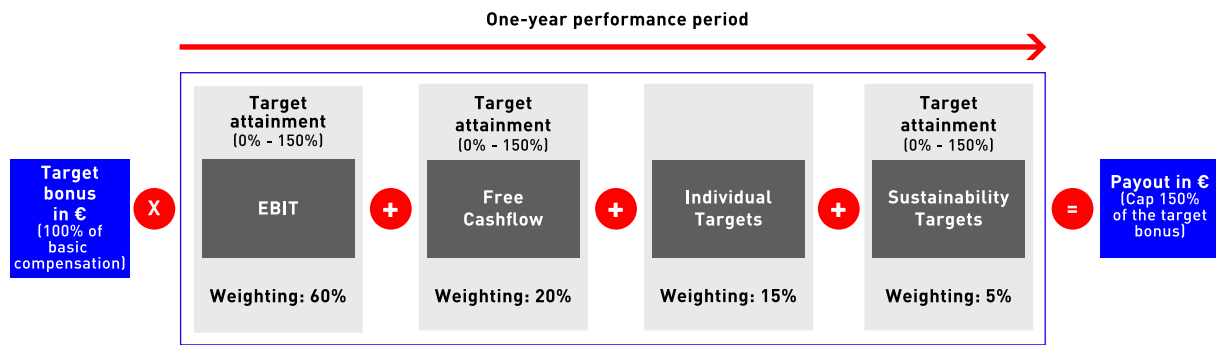 One-year performance period
Target
bonus
in €
(100% of
basic
compensation)
X
Target
attainment
(0% - 150%)
EBIT
Weighting: 60%
+
Target
attainment
(0% - 150%)
Free
Cashflow
Weighting: 20%
+
Individual
Targets
Weighting: 15%
+
Target
attainment
(0% - 150%)
Sustainability
Targets
Weighting: 5%
=
Payout in €
(Cap 150%
of the target
bonus)